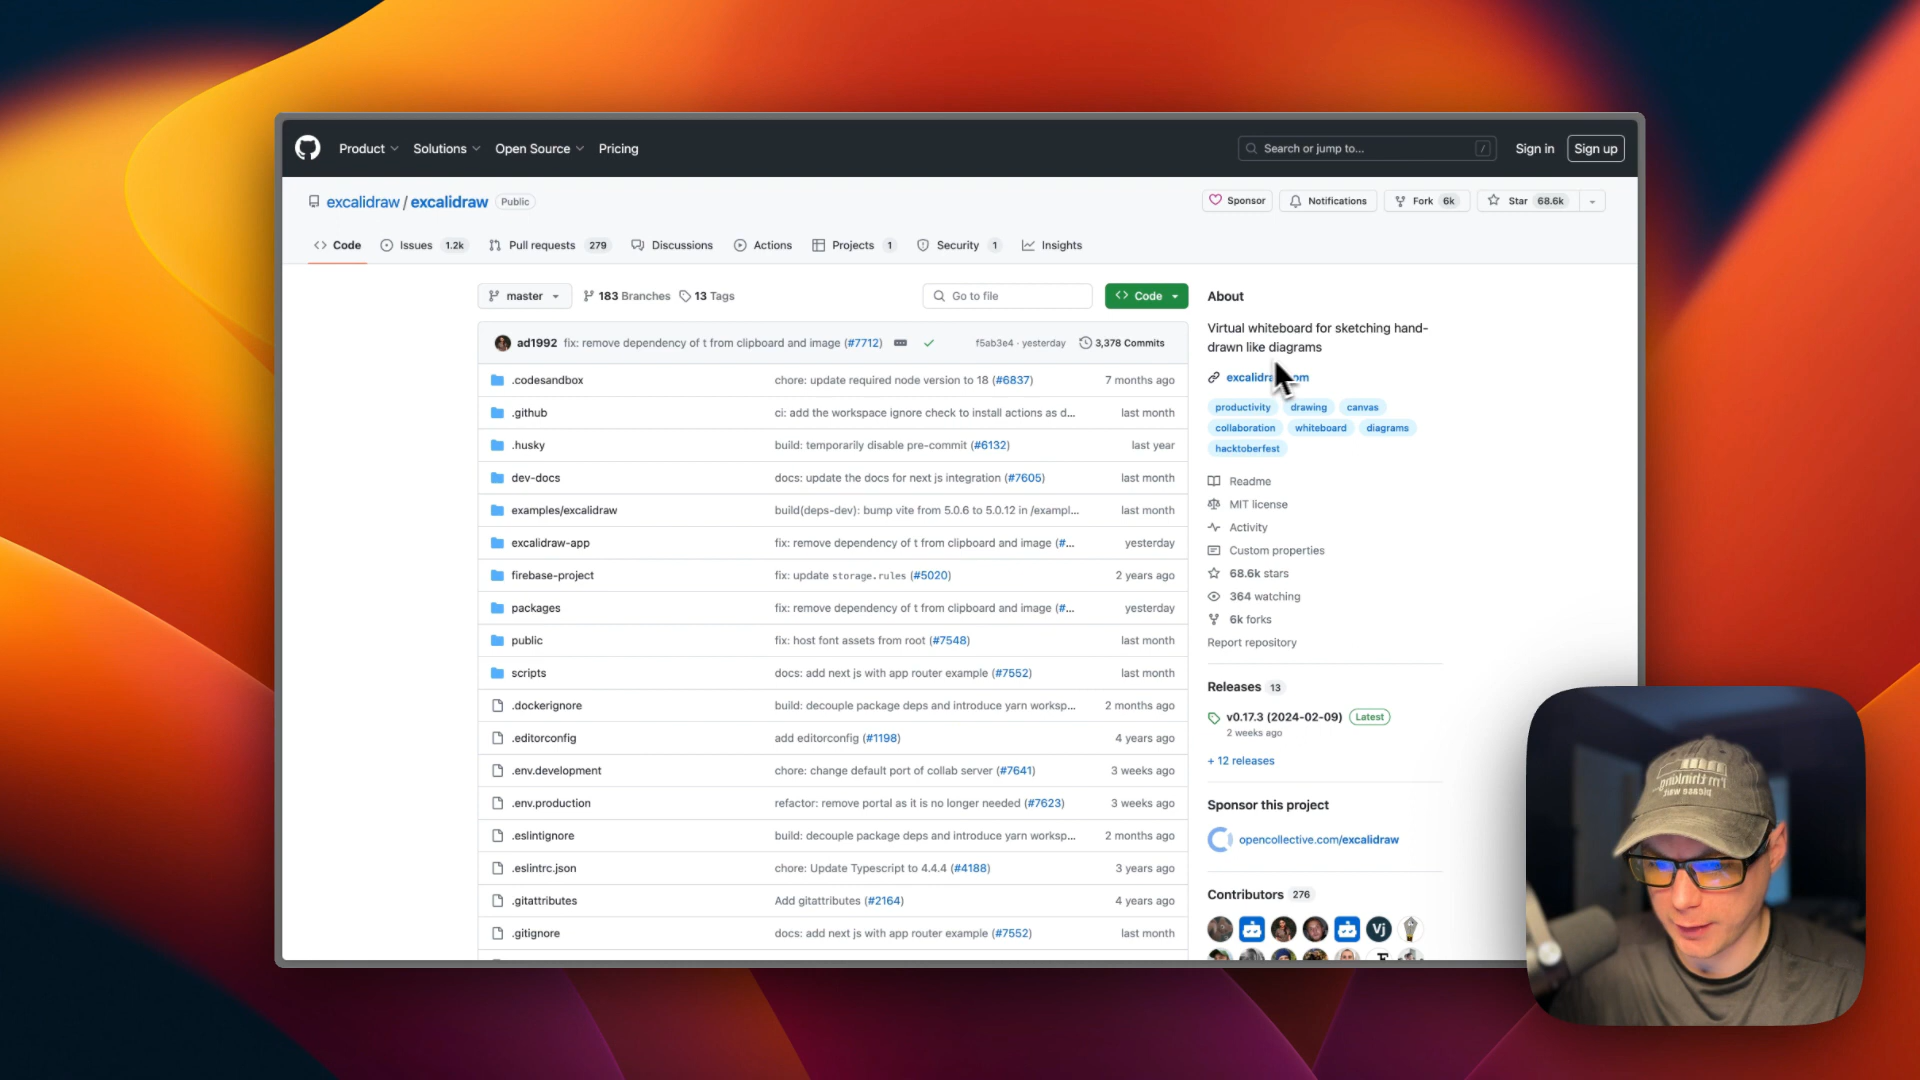 Product Solutions Open Source Pricing Search or jump to... / Sign in Sign up
excalidraw / excalidraw Public Sponsor Notifications Fork 6k Star 68.6k
Code Issues 1.2k Pull requests 279 Discussions Actions Projects 1 Security 1 Insights
master 183 Branches 13 Tags Go to file Code
ad1992 fix: remove dependency of t from clipboard and image (#7712) f5ab3e4 · yesterday 3,378 Commits
.codesandbox chore: update required node version to 18 (#6837) 7 months ago
.github ci: add the workspace ignore check to install actions as d... last month
.husky build: temporarily disable pre-commit (#6132) last year
dev-docs docs: update the docs for next js integration (#7605) last month
examples/excalidraw build(deps-dev): bump vite from 5.0.6 to 5.0.12 in /exampl... last month
excalidraw-app fix: remove dependency of t from clipboard and image (#... yesterday
firebase-project fix: update storage.rules (#5020) 2 years ago
packages fix: remove dependency of t from clipboard and image (#... yesterday
public fix: host font assets from root (#7548) last month
scripts docs: add next js with app router example (#7552) last month
.dockerignore build: decouple package deps and introduce yarn worksp... 2 months ago
.editorconfig add editorconfig (#1198) 4 years ago
.env.development chore: change default port of collab server (#7641) 3 weeks ago
.env.production refactor: remove portal as it is no longer needed (#7623) 3 weeks ago
.eslintignore build: decouple package deps and introduce yarn worksp... 2 months ago
.eslintrc.json chore: Update Typescript to 4.4.4 (#4188) 3 years ago
.gitattributes Add gitattributes (#2164) 4 years ago
.gitignore docs: add next js with app router example (#7552) last month
About
Virtual whiteboard for sketching hand-
drawn like diagrams
productivity drawing canvas
collaboration whiteboard diagrams
hacktoberfest
Readme
MIT license
Activity
Custom properties
68.6k stars
364 watching
6k forks
Report repository
Releases 13
v0.17.3 (2024-02-09) Latest
2 weeks ago
+ 12 releases
Sponsor this project
opencollective.com/excalidraw
Contributors 276
Vj
I'm thinking
please wait